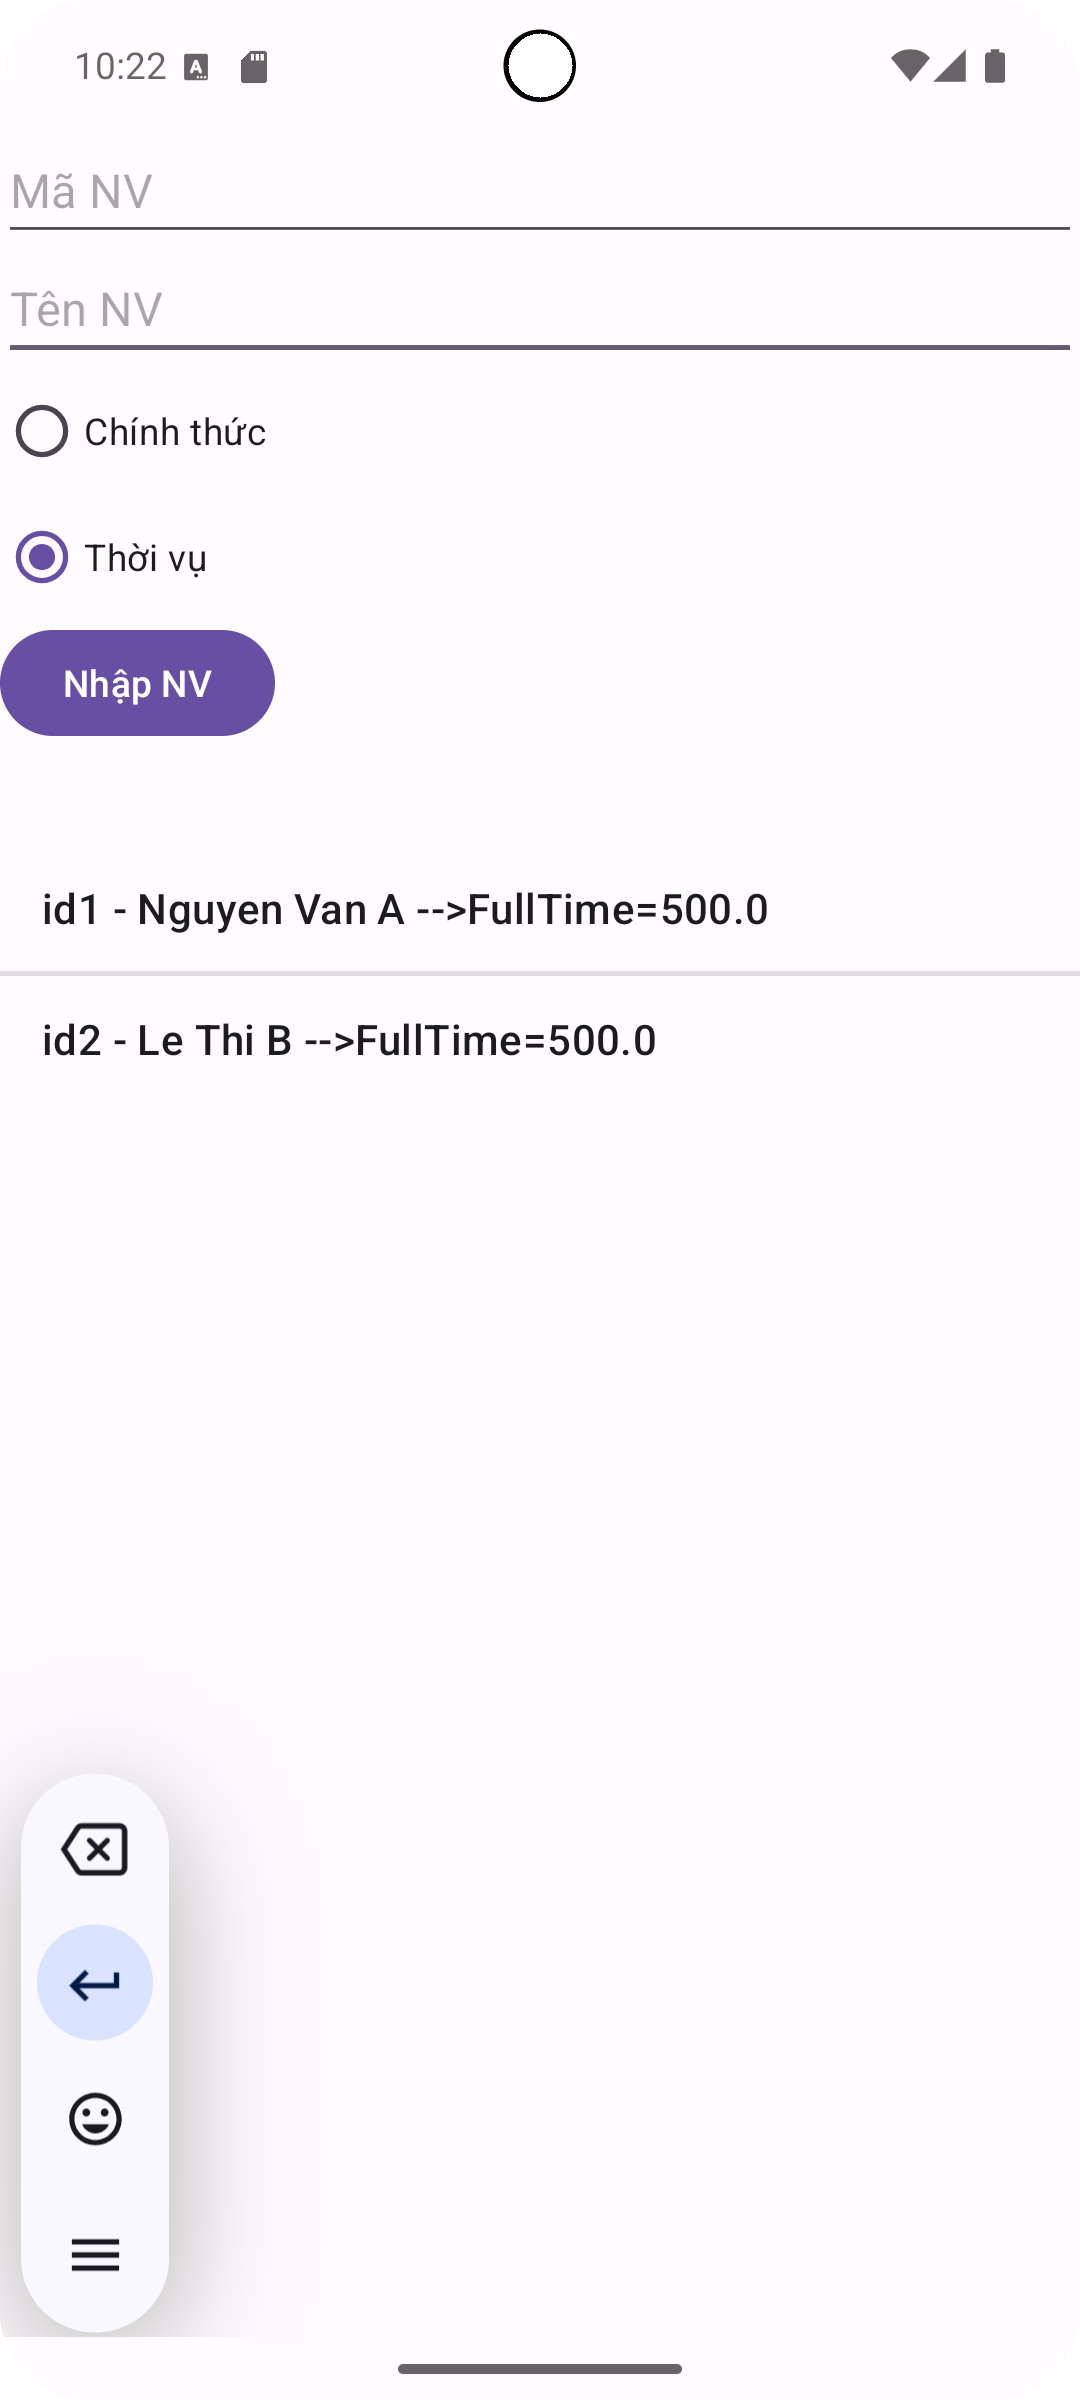 10:22
Mã NV
Tên NV
Chính thức
Thời vụ
Nhập NV
id1 - Nguyen Van A -->FullTime=500.0
id2 - Le Thi B -->FullTime=500.0